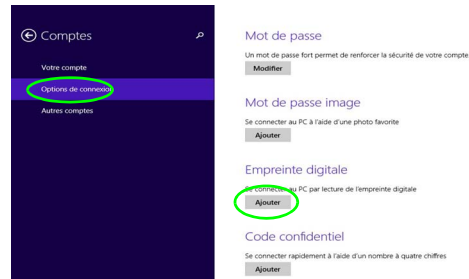 Comptes
Votre compte
Options de connexion
Autres comptes
Mot de passe
Un mot de passe fort permet de renforcer la sécurité de votre compte
Modifier
Mot de passe image
Se connecter au PC à l'aide d'une photo favorite
Ajouter
Empreinte digitale
Se connecter au PC par lecture de l'empreinte digitale
Ajouter
Code confidentiel
Se connecter rapidement à l'aide d'un nombre à quatre chiffres
Ajouter